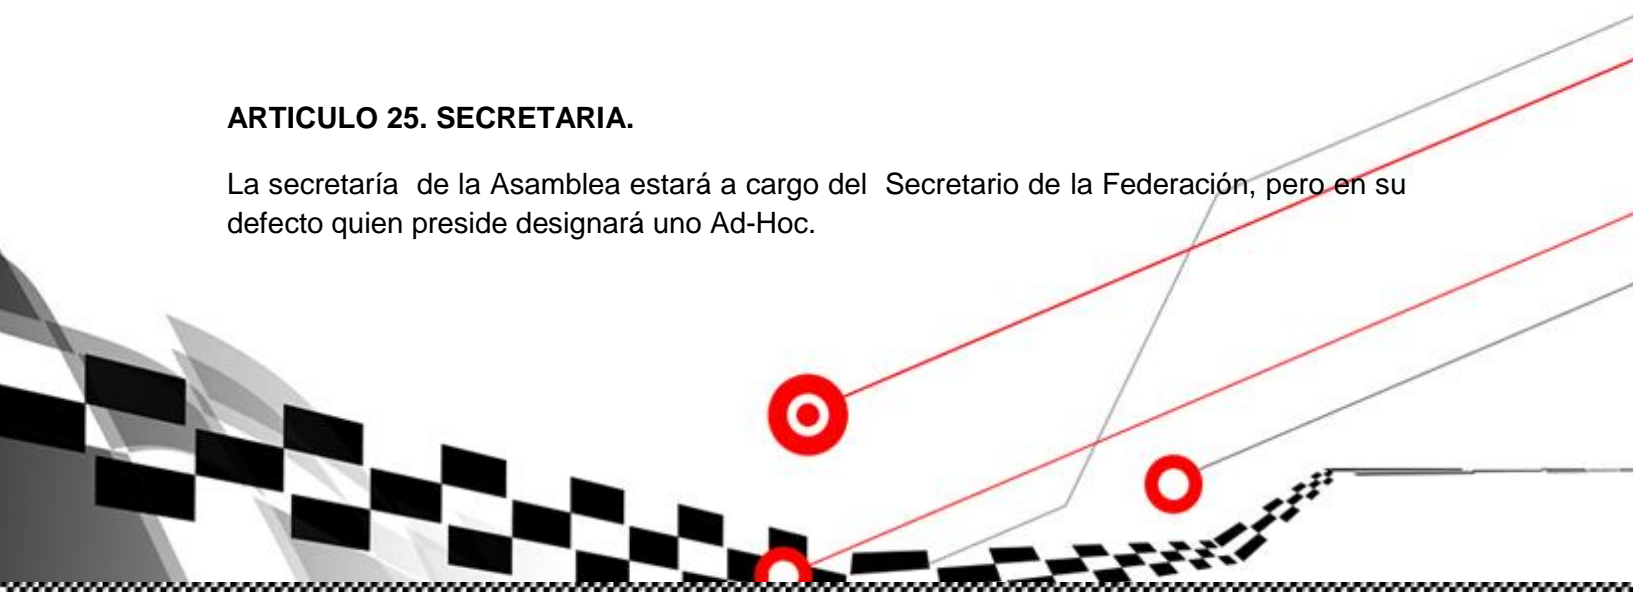 ARTICULO 25. SECRETARIA.
La secretaría  de la Asamblea estará a cargo del  Secretario de la Federación, pero en su
defecto quien preside designará uno Ad-Hoc.